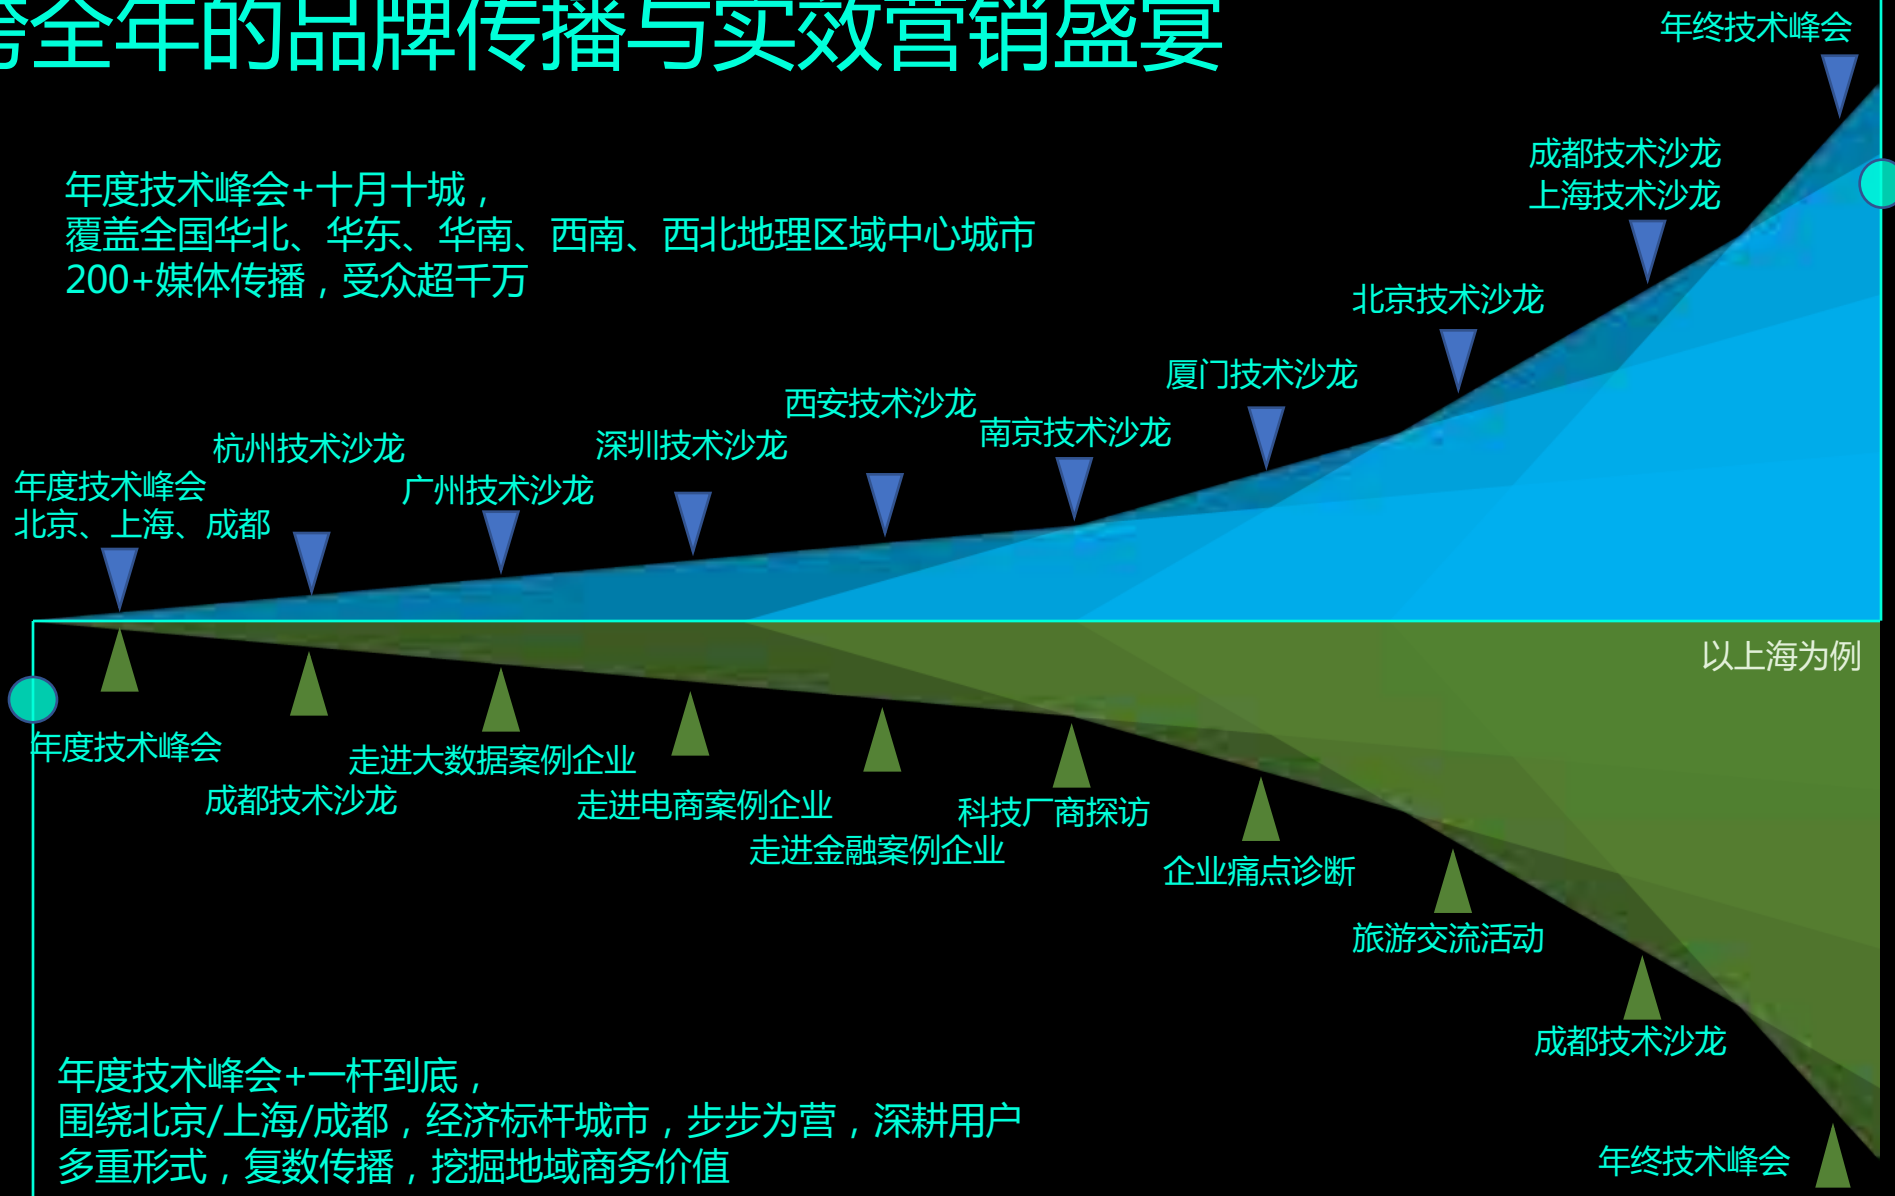 全年的品牌传播与实效营销盛宴
年终技术峰会
年度技术峰会+十月十城，
覆盖全国华北、华东、华南、西南、西北地理区域中心城市
200+媒体传播，受众超千万
成都技术沙龙
上海技术沙龙
北京技术沙龙
厦门技术沙龙
西安技术沙龙
南京技术沙龙
深圳技术沙龙
杭州技术沙龙
广州技术沙龙
年度技术峰会
北京、上海、成都
以上海为例
年度技术峰会
成都技术沙龙
走进大数据案例企业
走进电商案例企业
走进金融案例企业
科技厂商探访
企业痛点诊断
旅游交流活动
成都技术沙龙
年终技术峰会
年度技术峰会+一杆到底，
围绕北京/上海/成都，经济标杆城市，步步为营，深耕用户
多重形式，复数传播，挖掘地域商务价值